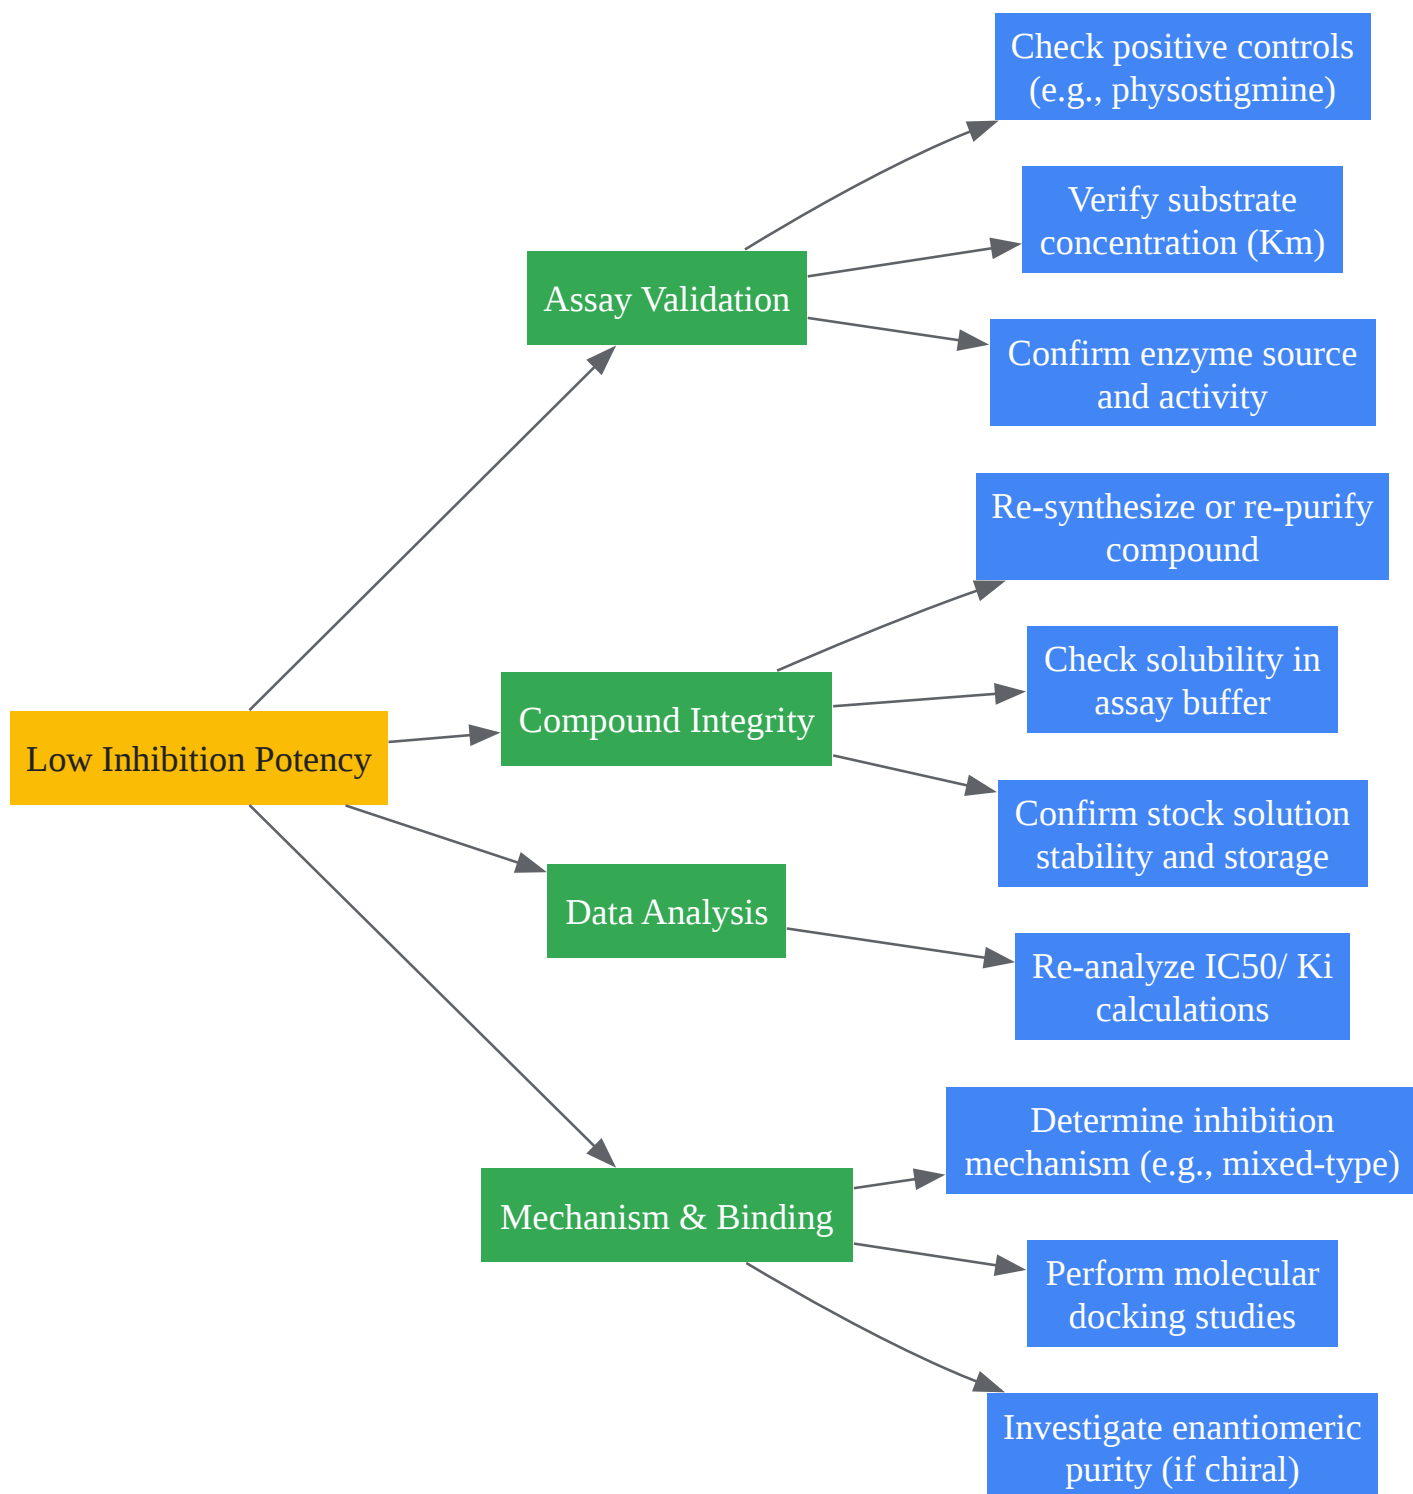 Check positive controls
(e.g., physostigmine)
Verify substrate
concentration (Km)
Assay Validation
Confirm enzyme source
and activity
Re-synthesize or re-purify
compound
Check solubility in
assay buffer
Compound Integrity
Low Inhibition Potency
Confirm stock solution
stability and storage
Data Analysis
Re-analyze IC50/ Ki
calculations
Determine inhibition
mechanism (e.g., mixed-type)
Mechanism & Binding
Perform molecular
docking studies
Investigate enantiomeric
purity (if chiral)